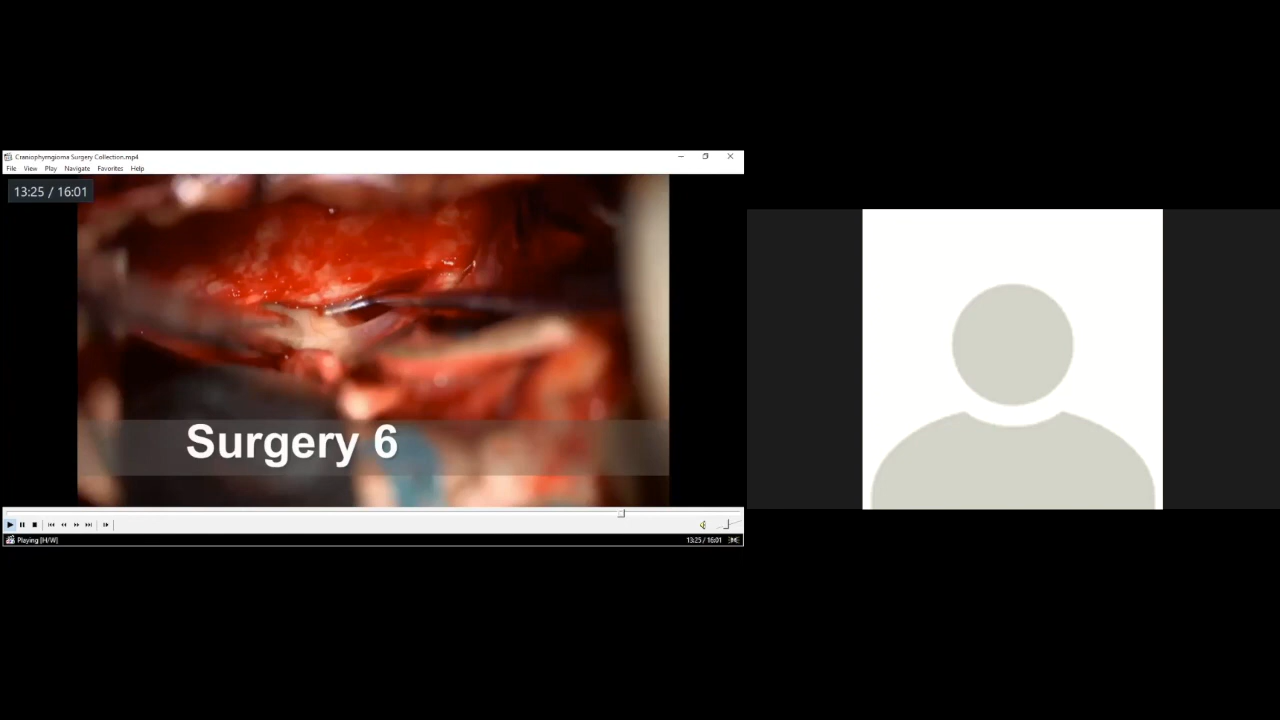 Craniophyrngioma Surgery Collection.mp4
File View Play Navigate Favorites Help
13:25 / 16:01
Surgery 6
Playing [H/W]
13:25 / 16:01